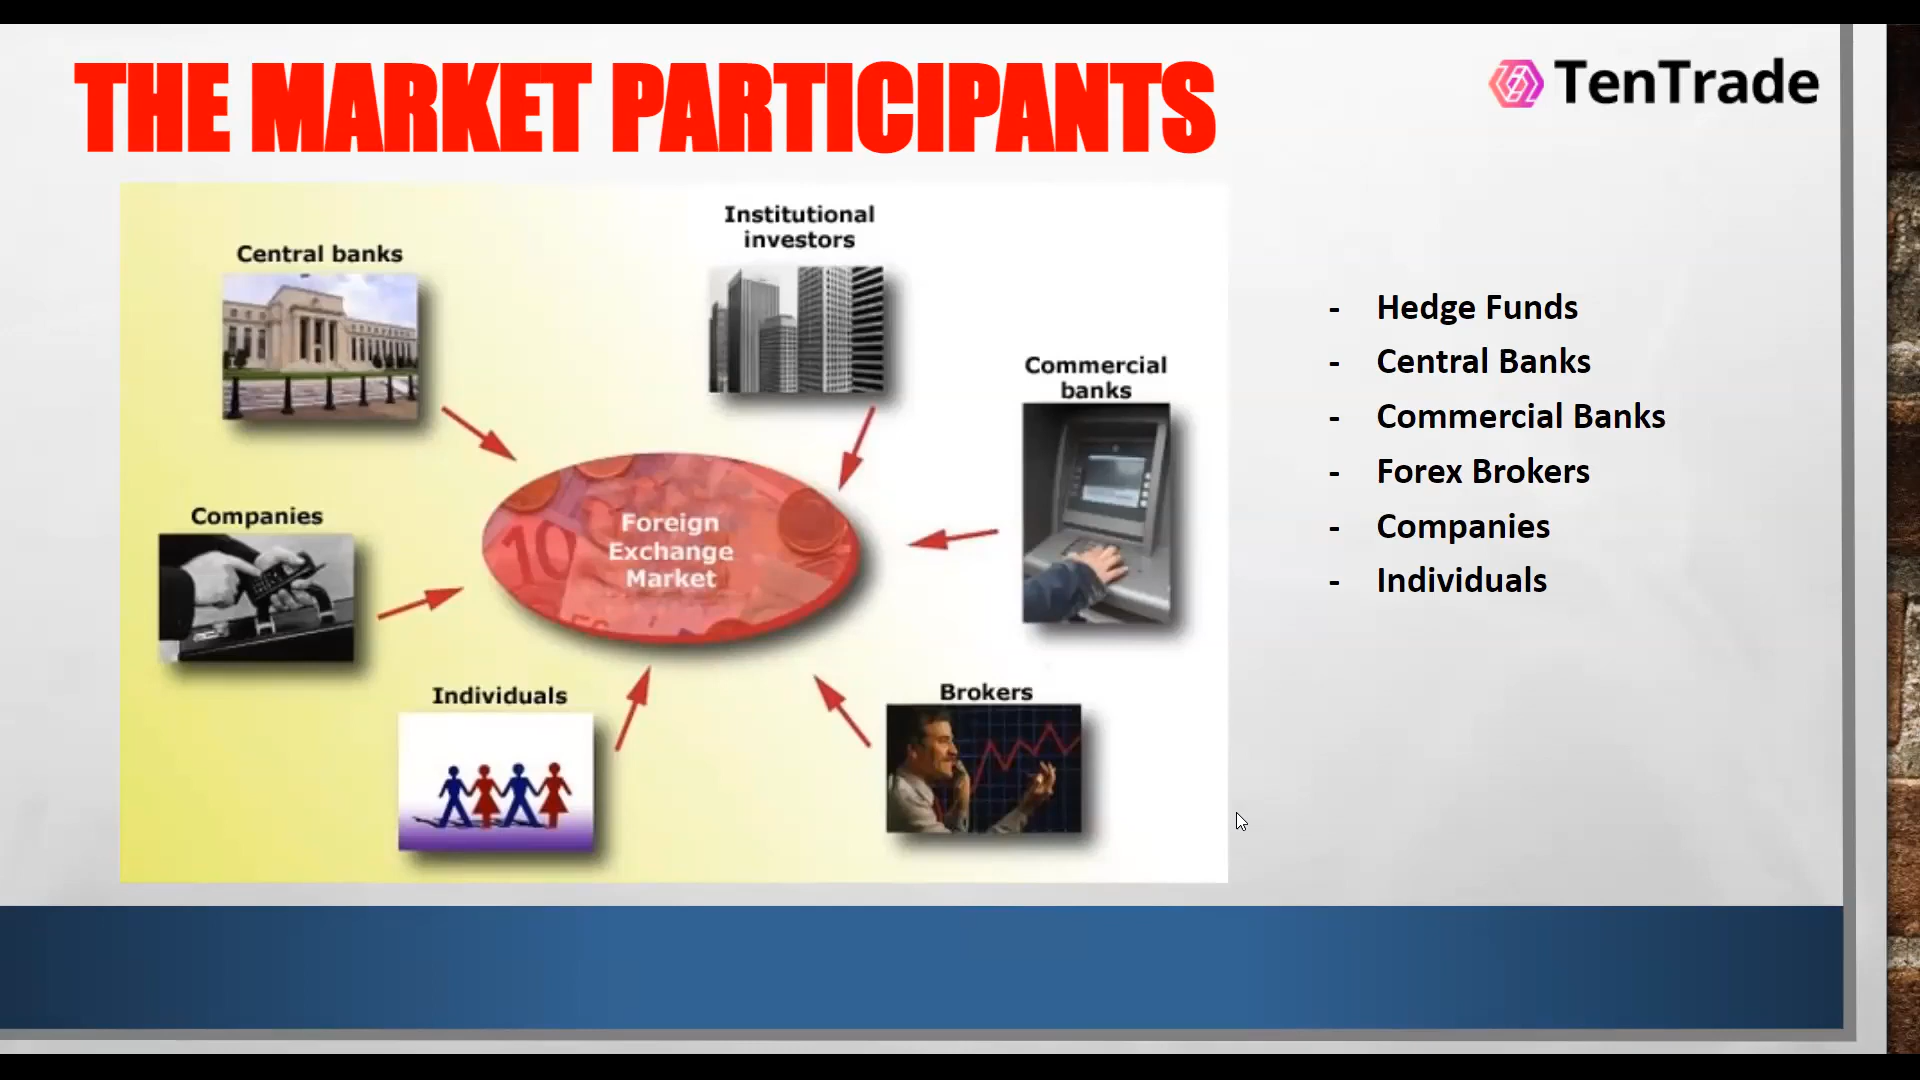 THE MARKET PARTICIPANTS
TenTrade
Institutional
investors
Central banks
Commercial
banks
Companies
Foreign
Exchange
Market
10
Individuals
Brokers
- Hedge Funds
- Central Banks
- Commercial Banks
- Forex Brokers
- Companies
- Individuals